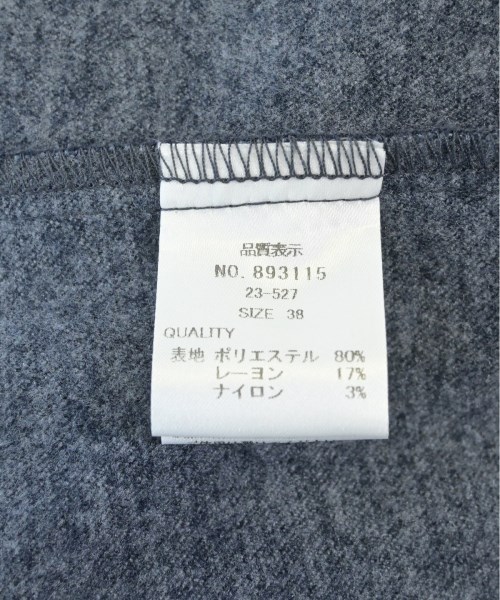 品質表示
NO. 893115
23-527
SIZE 38
QUALITY
表地 ポリエステル 80%
レーヨン 17%
ナイロン 3%